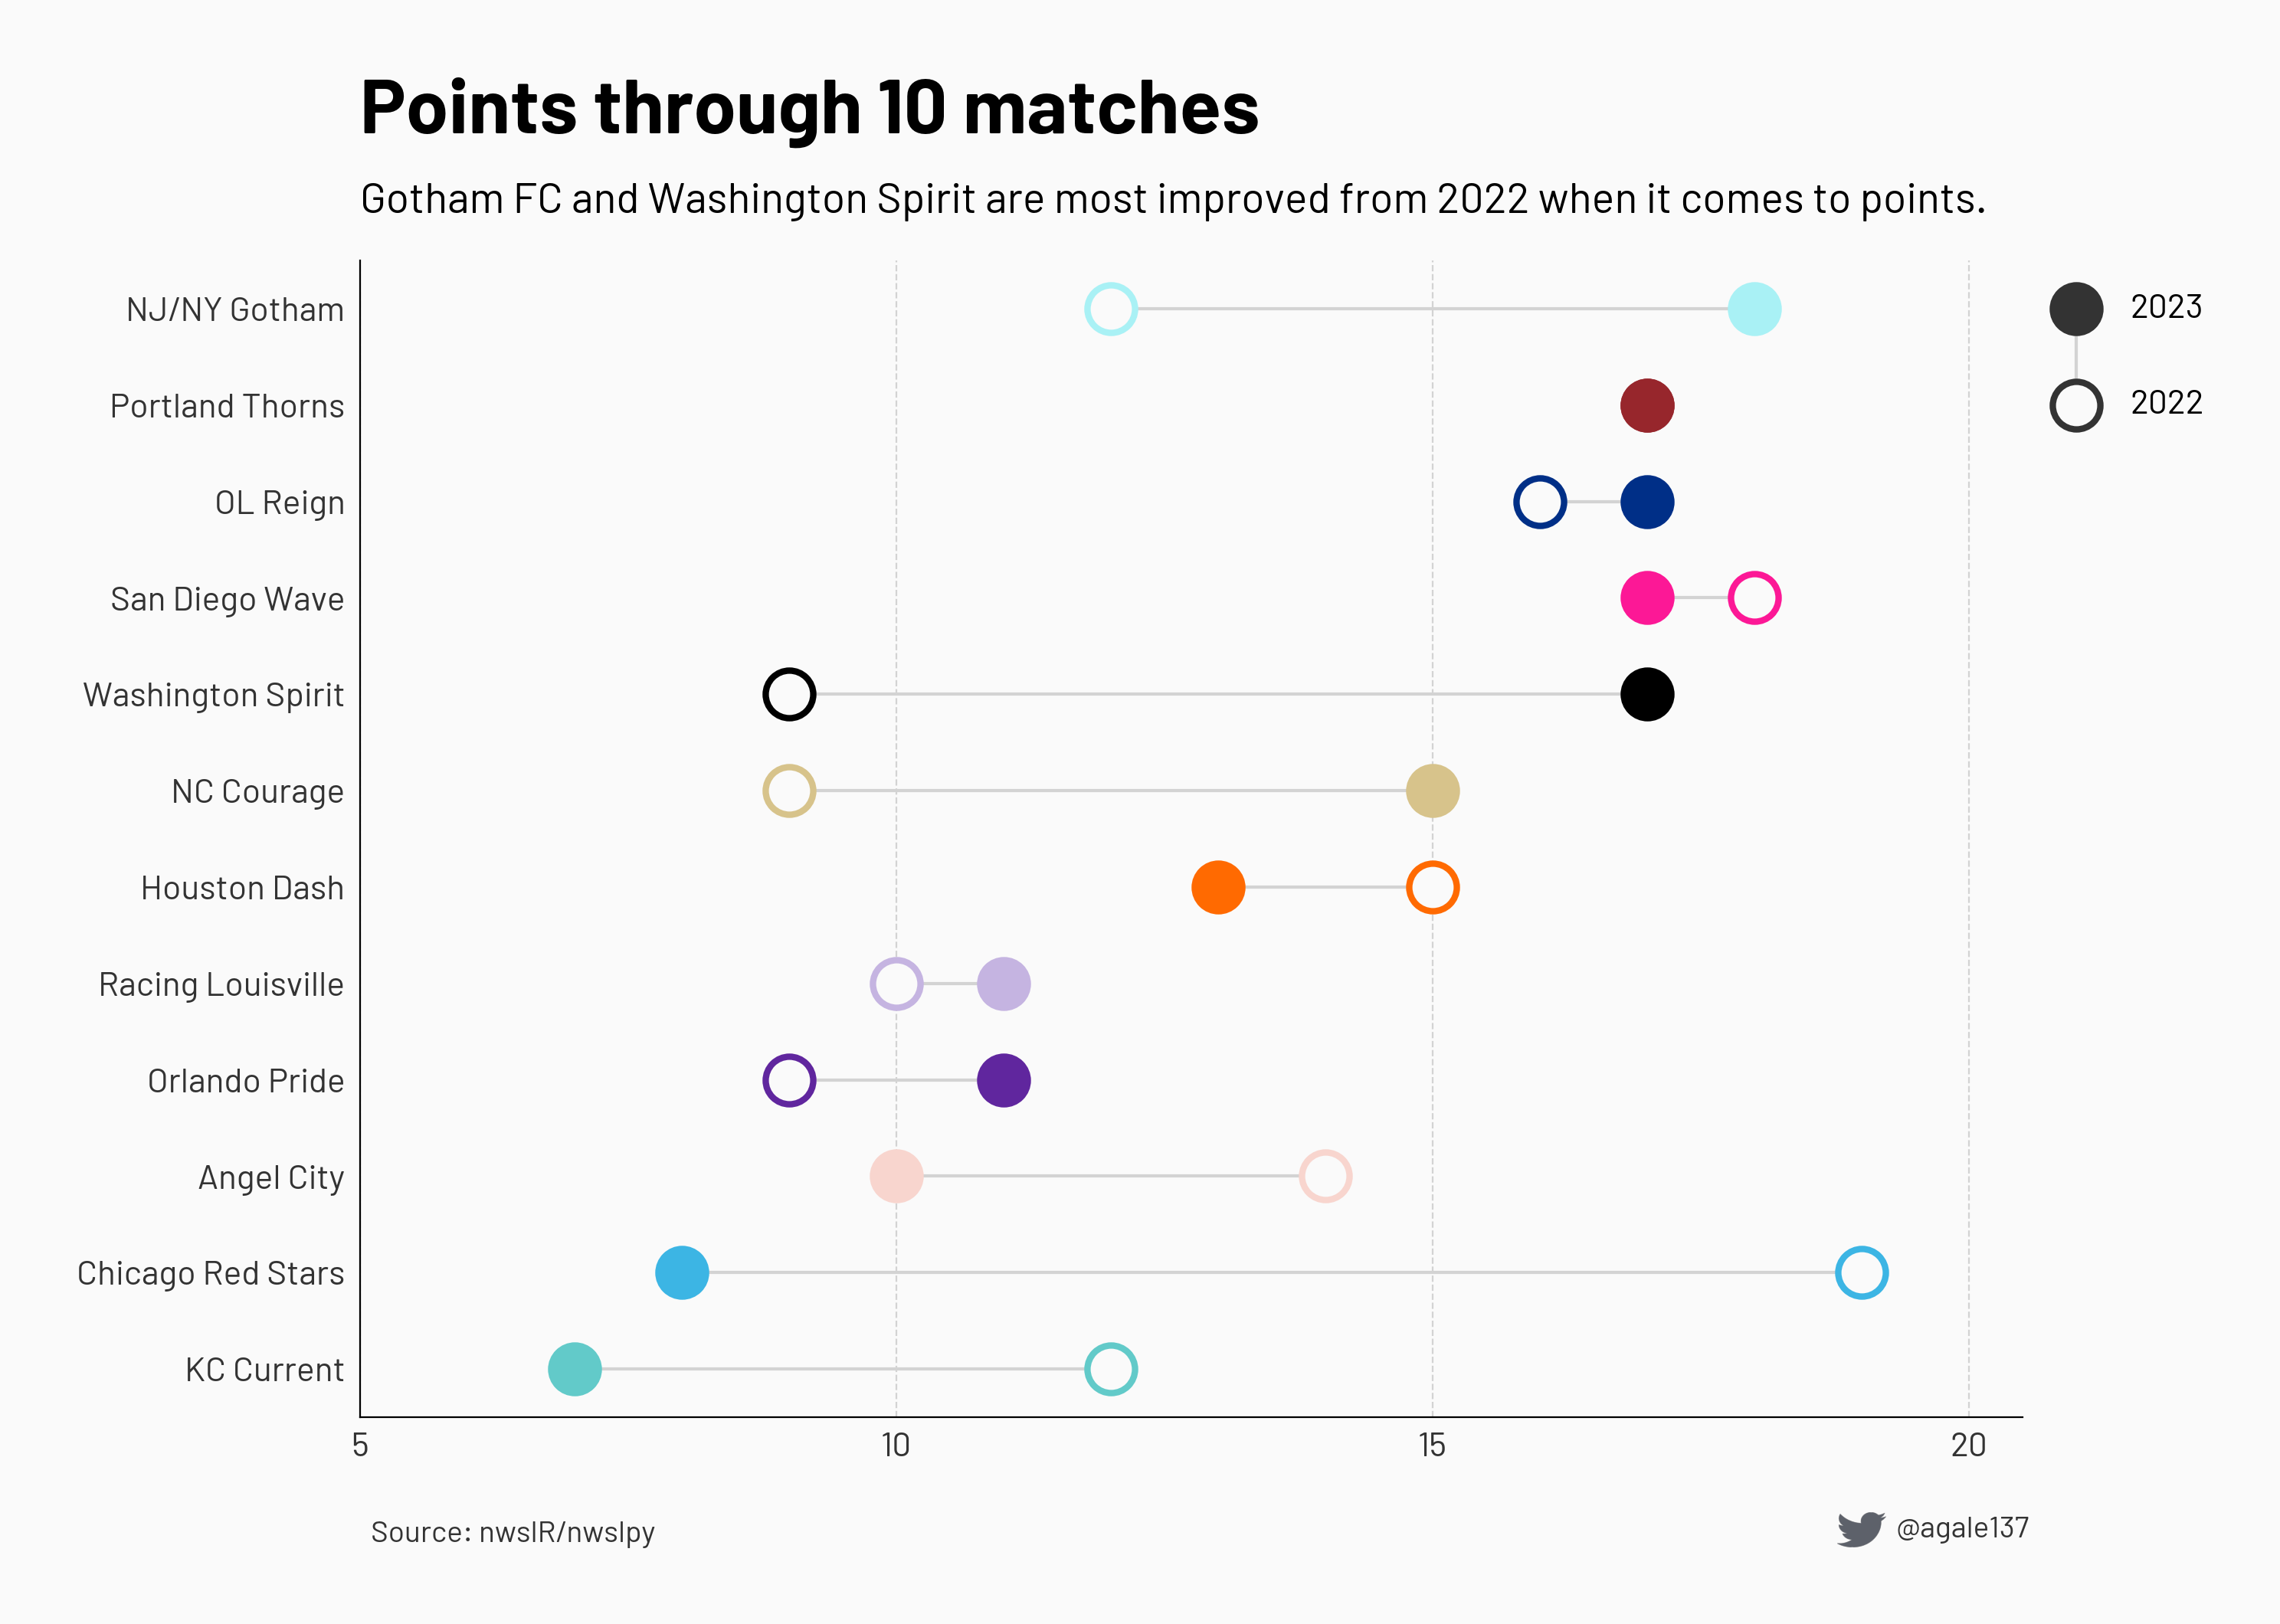 Points through 10 matches
Gotham FC and Washington Spirit are most improved from 2022 when it comes to points.
NJ/NY Gotham
2023
Portland Thorns
2022
OL Reign
San Diego Wave
Washington Spirit
NC Courage
Houston Dash
Racing Louisville
Orlando Pride
Angel City
Chicago Red Stars
KC Current
5 10 15 20
Source: nwslR/nwslpy
@agale137